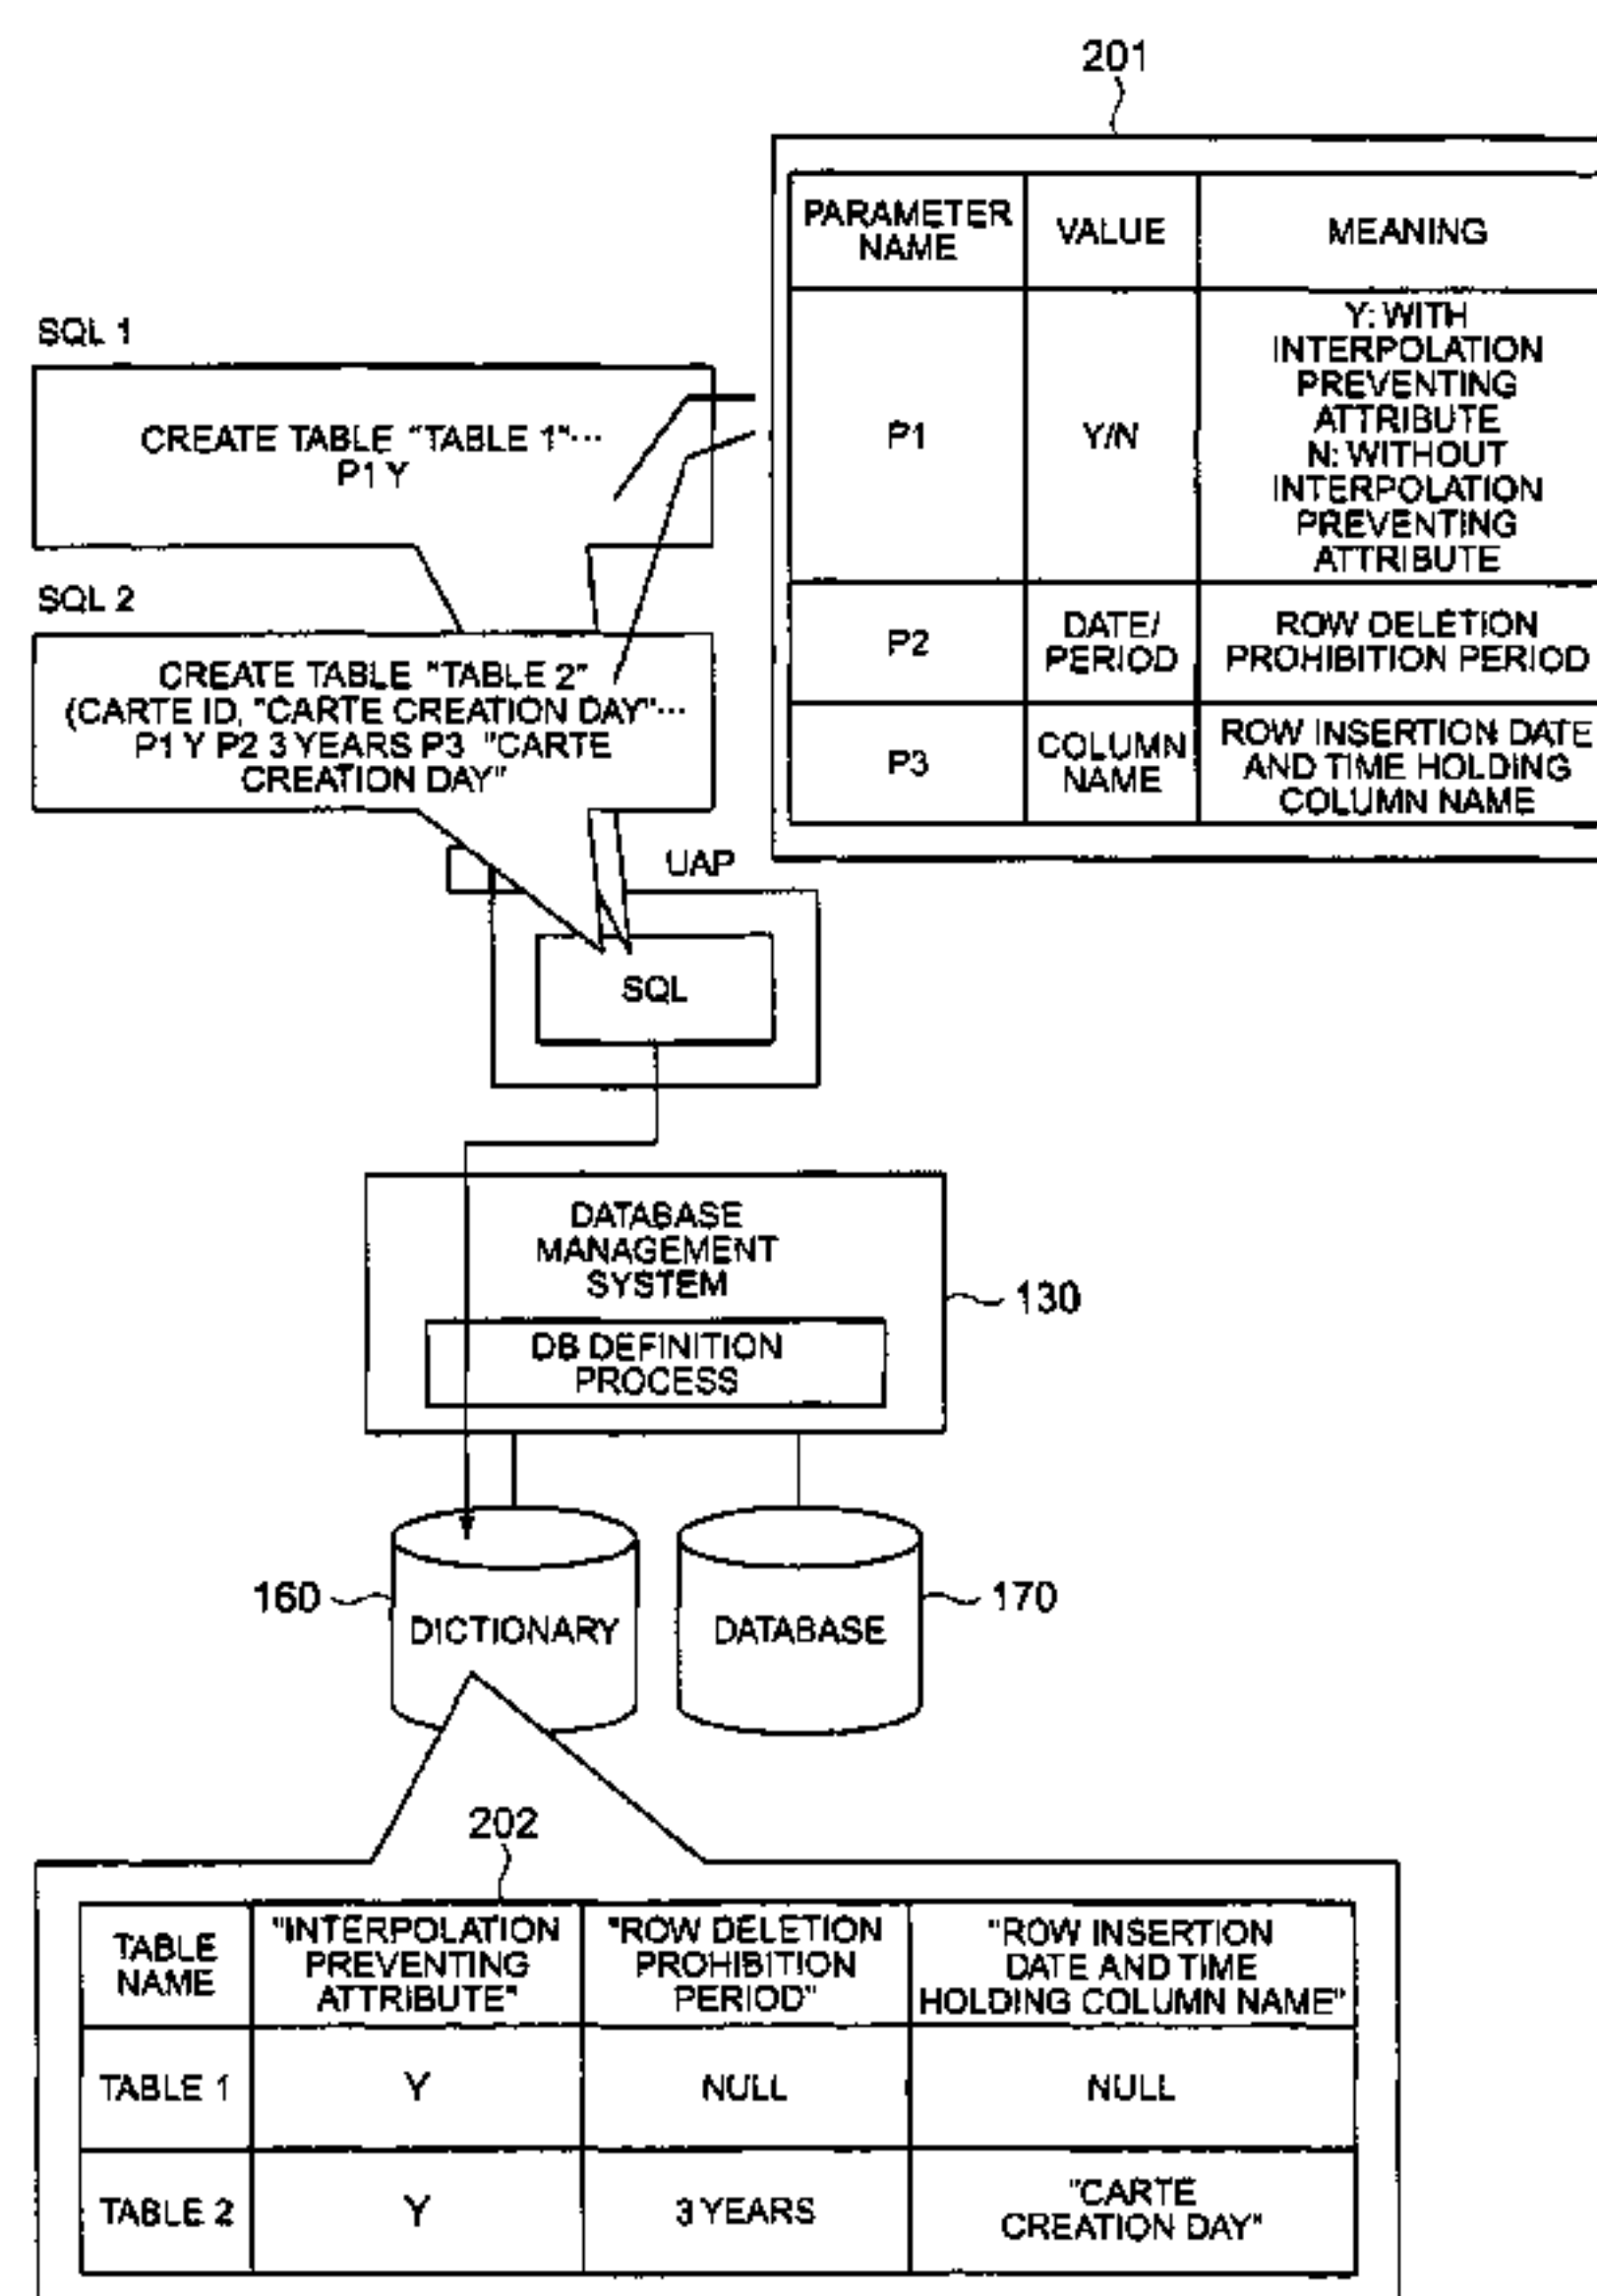 201
PARAMETER
NAME
VALUE
MEANING
P1
Y/N
Y: WITH
INTERPOLATION
PREVENTING
ATTRIBUTE
N: WITHOUT
INTERPOLATION
PREVENTING
ATTRIBUTE
P2
DATE/
PERIOD
ROW DELETION
PROHIBITION PERIOD
P3
COLUMN
NAME
ROW INSERTION DATE
AND TIME HOLDING
COLUMN NAME
SQL 1
CREATE TABLE "TABLE 1"···
P1 Y
SQL 2
CREATE TABLE "TABLE 2"
(CARTE ID, "CARTE CREATION DAY"···
P1 Y P2 3 YEARS P3 "CARTE
CREATION DAY"
UAP
SQL
DATABASE
MANAGEMENT
SYSTEM
130
DB DEFINITION
PROCESS
160
DICTIONARY
DATABASE
170
202
TABLE
NAME
"INTERPOLATION
PREVENTING
ATTRIBUTE"
"ROW DELETION
PROHIBITION
PERIOD"
"ROW INSERTION
DATE AND TIME
HOLDING COLUMN NAME"
TABLE 1
Y
NULL
NULL
TABLE 2
Y
3 YEARS
"CARTE
CREATION DAY"